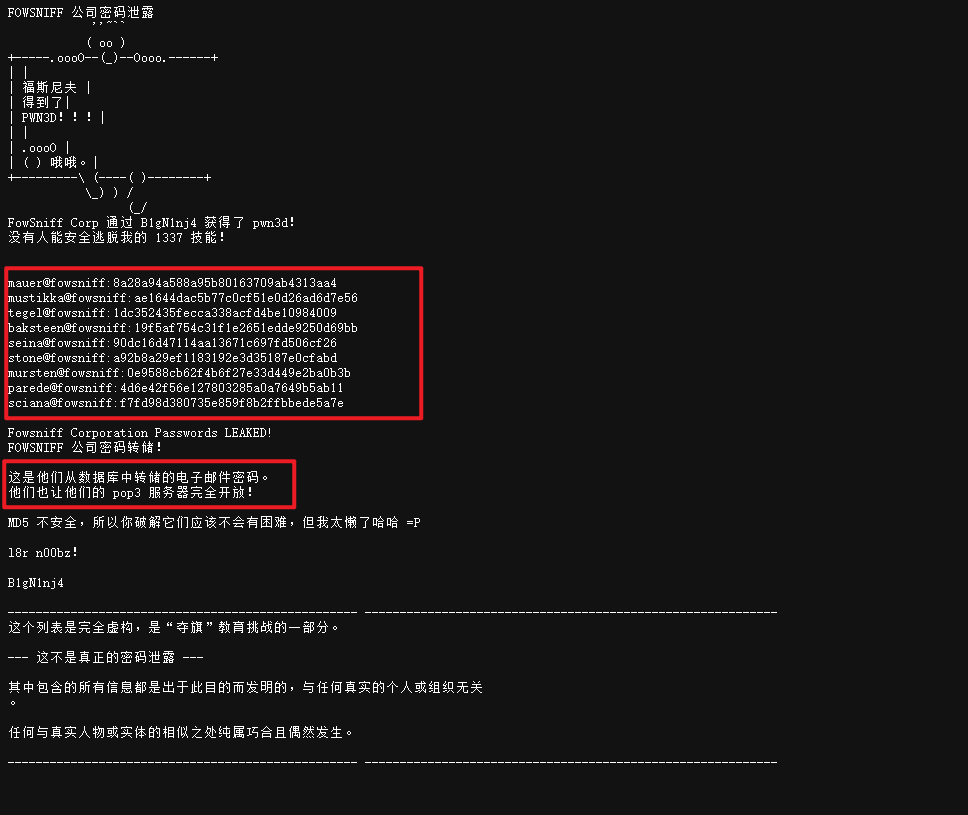 FOWSNIFF 公司密码泄露
''~``
( oo )
+-----.oooO--(_)--Oooo.------+
| |
| 福斯尼夫 |
| 得到了|
| PWN3D！！！|
| |
| .oooO |
| ( ) 哦哦。|
+---------\ (----( )--------+
\_) ) /
(_/
FowSniff Corp 通过 B1gN1nj4 获得了 pwn3d！
没有人能安全逃脱我的 1337 技能！
mauer@fowsniff:8a28a94a588a95b80163709ab4313aa4
mustikka@fowsniff:ae1644dac5b77c0cf51e0d26ad6d7e56
tegel@fowsniff:1dc352435fecca338acfd4be10984009
baksteen@fowsniff:19f5af754c31f1e2651edde9250d69bb
seina@fowsniff:90dc16d47114aa13671c697fd506cf26
stone@fowsniff:a92b8a29ef1183192e3d35187e0cfabd
mursten@fowsniff:0e9588cb62f4b6f27e33d449e2ba0b3b
parede@fowsniff:4d6e42f56e127803285a0a7649b5ab11
sciana@fowsniff:f7fd98d380735e859f8b2ffbbede5a7e
Fowsniff Corporation Passwords LEAKED!
FOWSNIFF 公司密码转储！
这是他们从数据库中转储的电子邮件密码。
他们也让他们的 pop3 服务器完全开放！
MD5 不安全，所以你破解它们应该不会有困难，但我太懒了哈哈 =P
l8r n00bz！
B1gN1nj4
-------------------------------------------------- -----------------------------------------------------------
这个列表是完全虚构，是“夺旗”教育挑战的一部分。
--- 这不是真正的密码泄露 ---
其中包含的所有信息都是出于此目的而发明的，与任何真实的个人或组织无关
。
任何与真实人物或实体的相似之处纯属巧合且偶然发生。
-------------------------------------------------- -----------------------------------------------------------